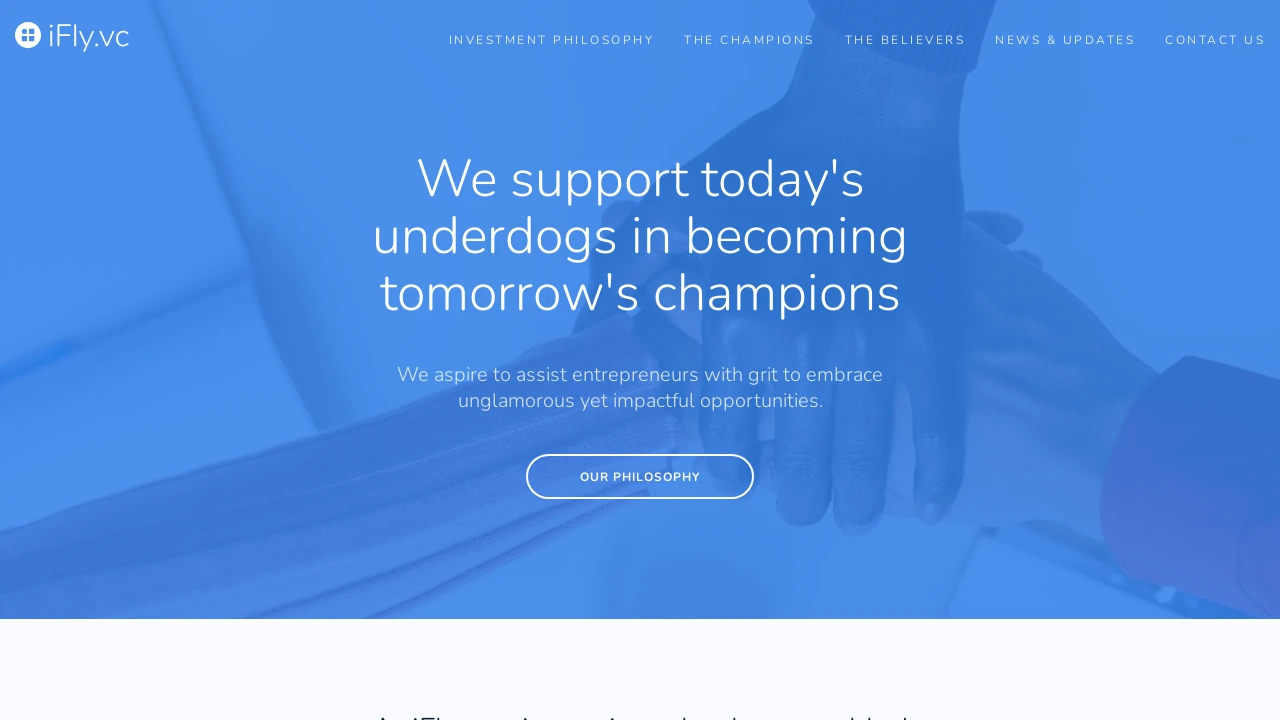 iFly.vc
INVESTMENT PHILOSOPHY
THE CHAMPIONS
THE BELIEVERS
NEWS & UPDATES
CONTACT US
We support today's
underdogs in becoming
tomorrow's champions
We aspire to assist entrepreneurs with grit to embrace
unglamorous yet impactful opportunities.
OUR PHILOSOPHY